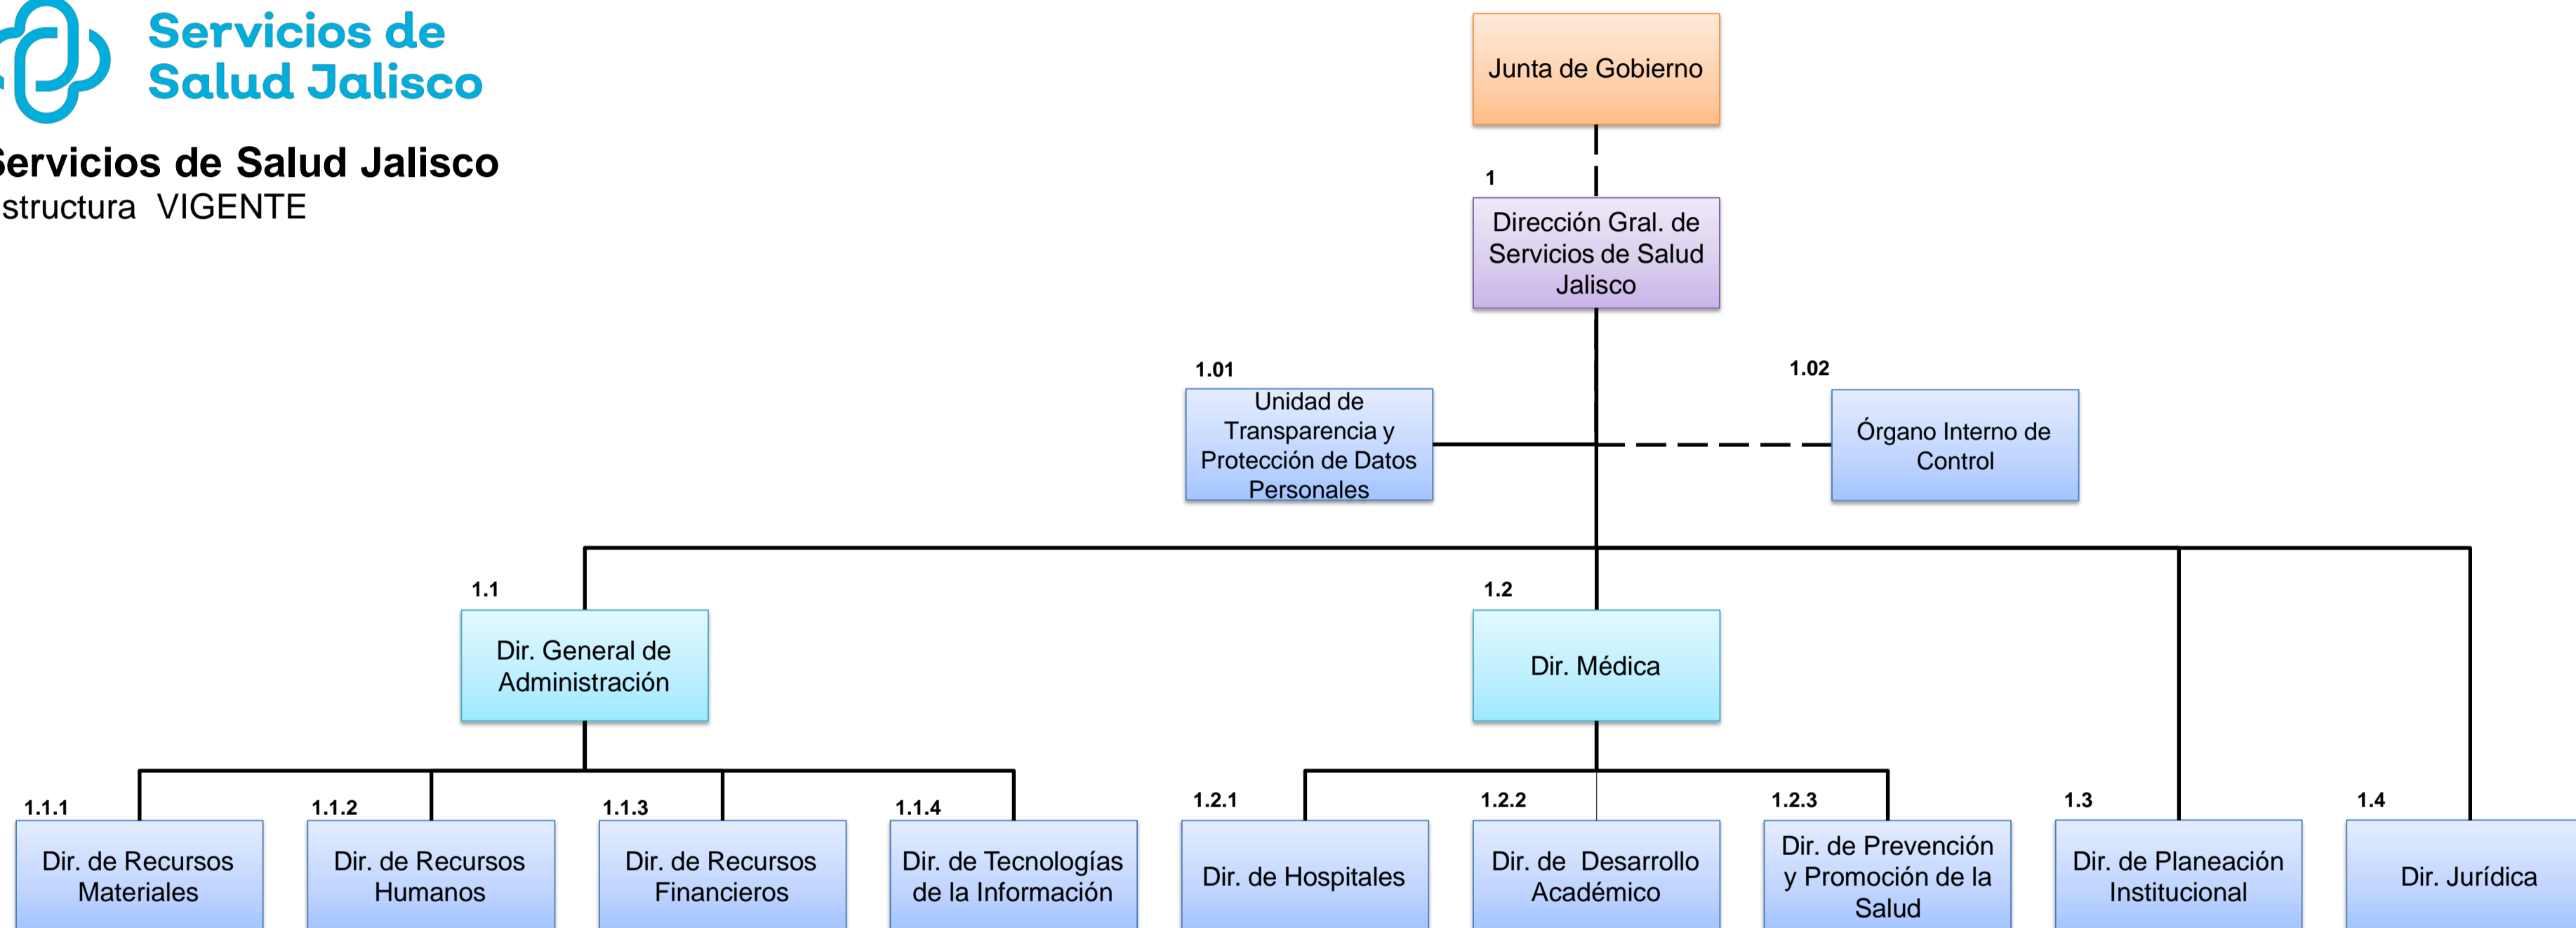 Servicios de
Salud Jalisco
Servicios de Salud Jalisco
structura VIGENTE
Junta de Gobierno
1
Dirección Gral. de
Servicios de Salud
Jalisco
1.01
Unidad de
Transparencia y
Protección de Datos
Personales
1.02
Órgano Interno de
Control
1.1
Dir. General de
Administración
1.2
Dir. Médica
1.1.1
Dir. de Recursos
Materiales
1.1.2
Dir. de Recursos
Humanos
1.1.3
Dir. de Recursos
Financieros
1.1.4
Dir. de Tecnologías
de la Información
1.2.1
Dir. de Hospitales
1.2.2
Dir. de Desarrollo
Académico
1.2.3
Dir. de Prevención
y Promoción de la
Salud
1.3
Dir. de Planeación
Institucional
1.4
Dir. Jurídica